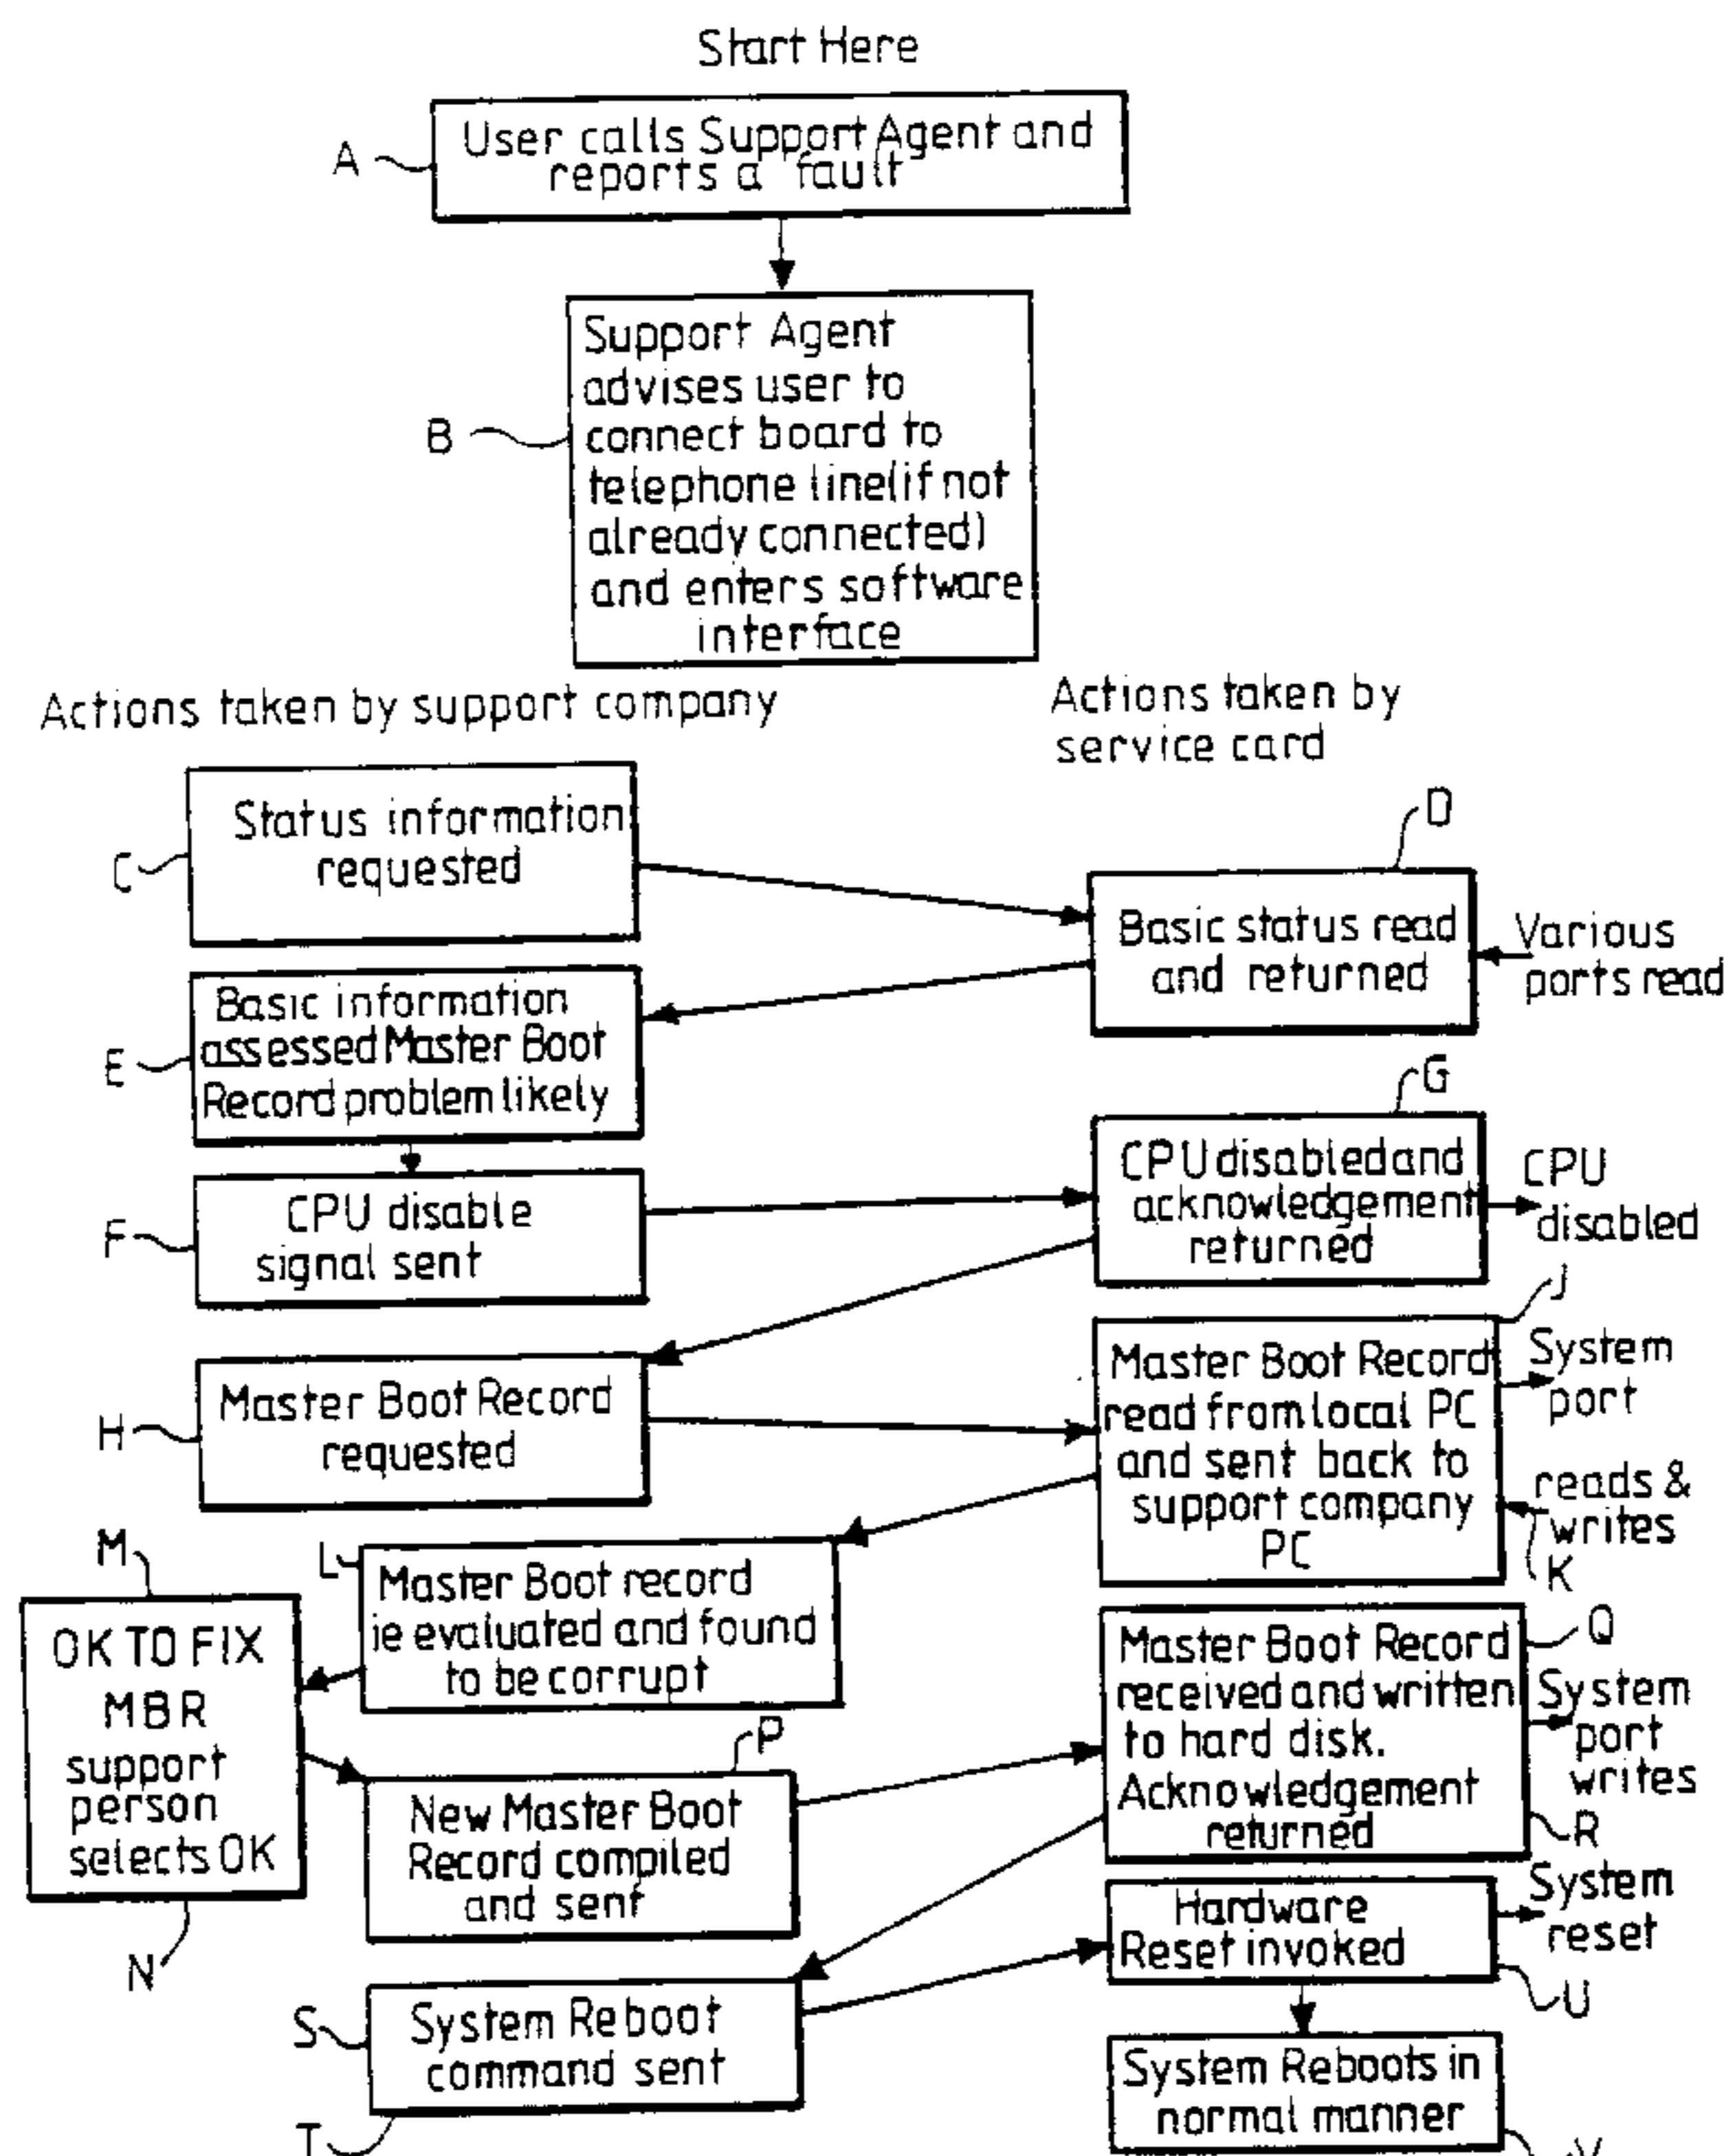 Start Here
A
User calls Support Agent and
reports a fault
B
Support Agent
advises user to
connect board to
telephone line(if not
already connected)
and enters software
interface
Actions taken by support company
Actions taken by
service card
C
Status information
requested
D
Basic status read
and returned
Various
ports read
E
Basic information
assessed Master Boot
Record problem likely
F
CPU disable
signal sent
G
CPU disabled and
acknowledgement
returned
CPU
disabled
H
Master Boot Record
requested
J
Master Boot Record
read from local PC
and sent back to
support company
PC
System
port
reads &
writes
K
L
Master Boot record
ie evaluated and found
to be corrupt
M
OK TO FIX
MBR
support
person
selects OK
N
P
New Master Boot
Record compiled
and sent
Q
Master Boot Record
received and written
to hard disk.
Acknowledgement
returned
System
port
writes
R
S
System Reboot
command sent
T
Hardware
Reset invoked
System
reset
U
System Reboots in
normal manner
V